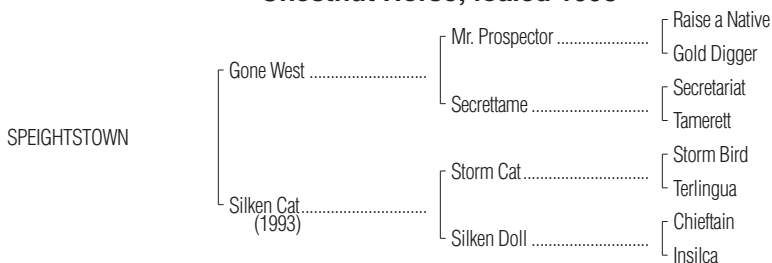 Chestnut Horse; foaled 1998
Raise a Native
Mr. Prospector ......................
Gold Digger
Gone West ............................
Secretariat
Secrettame ............................
Tamerett
SPEIGHTSTOWN
Storm Bird
Storm Cat..............................
Terlingua
Silken Cat..............................
(1993)
Chieftain
Silken Doll ............................
Insilca